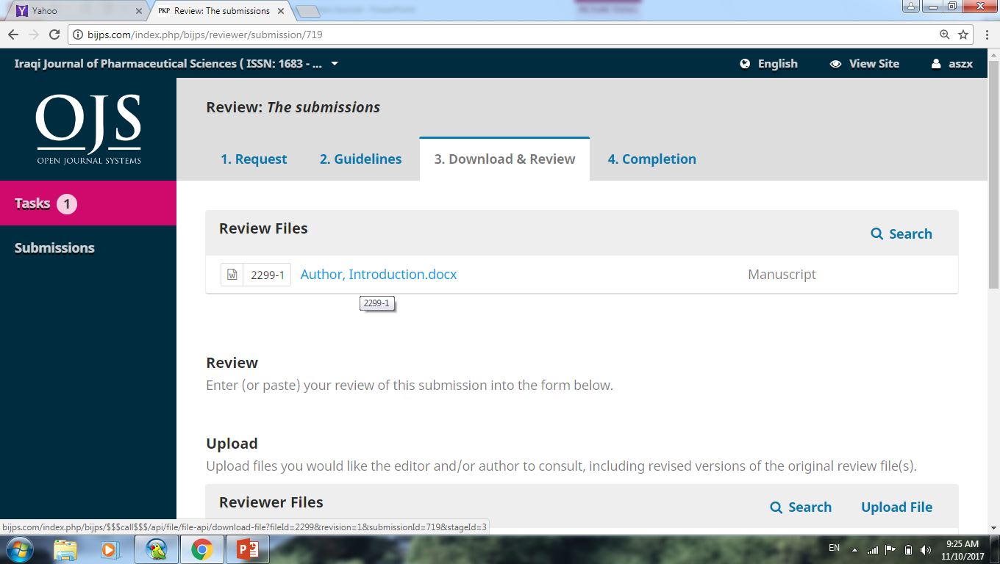 Yahoo
PKP Review: The submissions
bijps.com/index.php/bijps/reviewer/submission/719
Iraqi Journal of Pharmaceutical Sciences ( ISSN: 1683 - ...
English
View Site
aszx
OJS
OPEN JOURNAL SYSTEMS
Review: The submissions
1. Request
2. Guidelines
3. Download & Review
4. Completion
Tasks 1
Submissions
Review Files
Search
W 2299-1 Author, Introduction.docx Manuscript
2299-1
Review
Enter (or paste) your review of this submission into the form below.
Upload
Upload files you would like the editor and/or author to consult, including revised versions of the original review file(s).
Reviewer Files
Search
Upload File
bijps.com/index.php/bijps/$$$call$$$/api/file/file-api/download-file?fileId=2299&revision=1&submissionId=719&stageId=3
EN
9:25 AM
11/10/2017